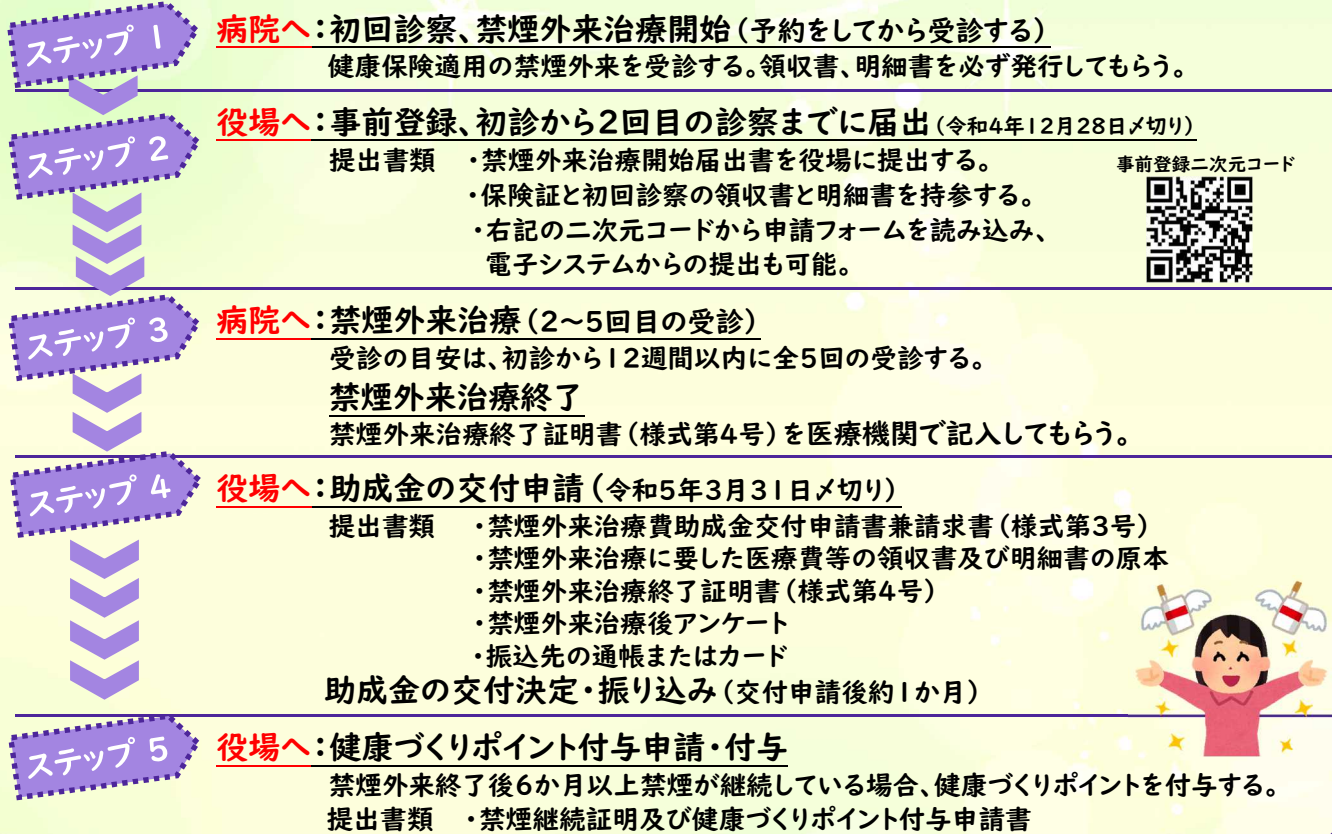 ステップ 1
病院へ:初回診察、禁煙外来治療開始(予約をしてから受診する)
健康保険適用の禁煙外来を受診する。領収書、明細書を必ず発行してもらう。
ステップ 2
役場へ:事前登録、初診から2回目の診察までに届出(令和4年12月28日〆切り)
提出書類 ・禁煙外来治療開始届出書を役場に提出する。
事前登録二次元コード
・保険証と初回診察の領収書と明細書を持参する。
・右記の二次元コードから申請フォームを読み込み、
電子システムからの提出も可能。
ステップ 3
病院へ:禁煙外来治療(2~5回目の受診)
受診の目安は、初診から12週間以内に全5回の受診する。
禁煙外来治療終了
禁煙外来治療終了証明書(様式第4号)を医療機関で記入してもらう。
ステップ 4
役場へ:助成金の交付申請(令和5年3月31日〆切り)
提出書類 ・禁煙外来治療費助成金交付申請書兼請求書(様式第3号)
・禁煙外来治療に要した医療費等の領収書及び明細書の原本
・禁煙外来治療終了証明書(様式第4号)
・禁煙外来治療後アンケート
・振込先の通帳またはカード
助成金の交付決定・振り込み(交付申請後約1か月)
ステップ 5
役場へ:健康づくりポイント付与申請・付与
禁煙外来終了後6か月以上禁煙が継続している場合、健康づくりポイントを付与する。
提出書類 ・禁煙継続証明及び健康づくりポイント付与申請書